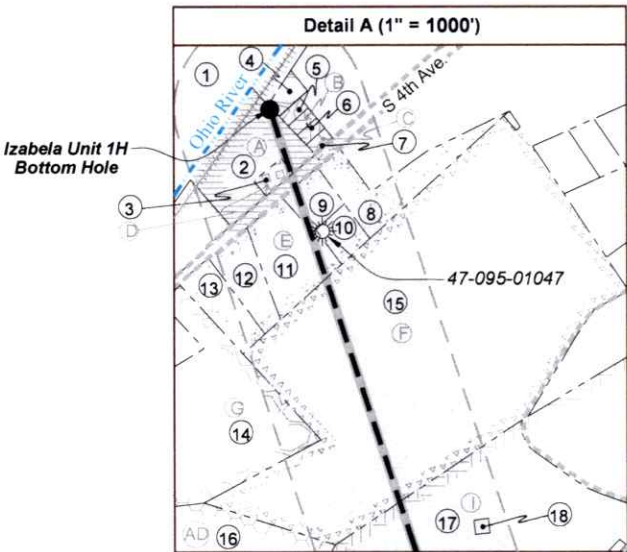 Detail A (1" = 1000')
1
4
5
B
6
S 4th Ave.
C
7
Ohio River
Izabela Unit 1H
Bottom Hole
A
2
3
D
9
8
10
E
47-095-01047
13
12
11
15
F
G
14
I
17
18
AD
16